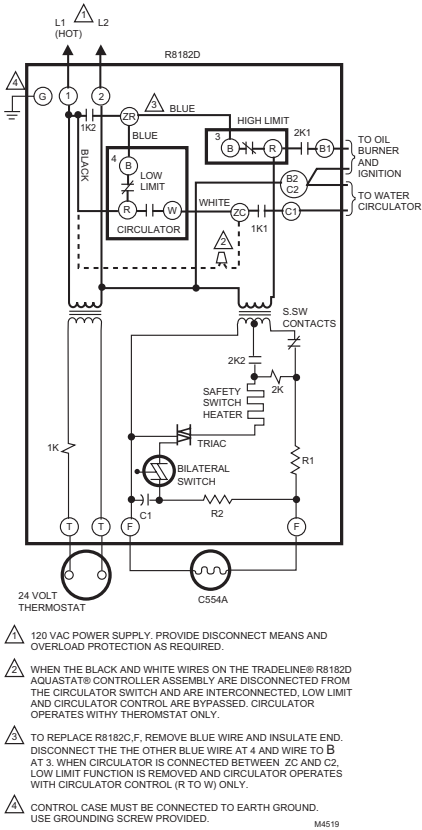 1
L1 L2
(HOT)
R8182D
4
G 1 2
3
BLUE
ZR
1K2
HIGH LIMIT
3
2K1
BLUE
B R B1
TO OIL
BURNER
AND
IGNITION
BLACK
4
B
LOW
LIMIT
B2
C2
TO WATER
CIRCULATOR
WHITE
R W ZC C1
CIRCULATOR
1K1
2
S.SW
CONTACTS
2K2
2K
SAFETY
SWITCH
HEATER
TRIAC
1K
R1
BILATERAL
SWITCH
C1
R2
T T F F
24 VOLT
THERMOSTAT
C554A
1 120 VAC POWER SUPPLY. PROVIDE DISCONNECT MEANS AND
OVERLOAD PROTECTION AS REQUIRED.
2 WHEN THE BLACK AND WHITE WIRES ON THE TRADELINE® R8182D
AQUASTAT® CONTROLLER ASSEMBLY ARE DISCONNECTED FROM
THE CIRCULATOR SWITCH AND ARE INTERCONNECTED, LOW LIMIT
AND CIRCULATOR CONTROL ARE BYPASSED. CIRCULATOR
OPERATES WITHY THEROMSTAT ONLY.
3 TO REPLACE R8182C,F, REMOVE BLUE WIRE AND INSULATE END.
DISCONNECT THE THE OTHER BLUE WIRE AT 4 AND WIRE TO B
AT 3. WHEN CIRCULATOR IS CONNECTED BETWEEN ZC AND C2,
LOW LIMIT FUNCTION IS REMOVED AND CIRCULATOR OPERATES
WITH CIRCULATOR CONTROL (R TO W) ONLY.
4 CONTROL CASE MUST BE CONNECTED TO EARTH GROUND.
USE GROUNDING SCREW PROVIDED.
M4519